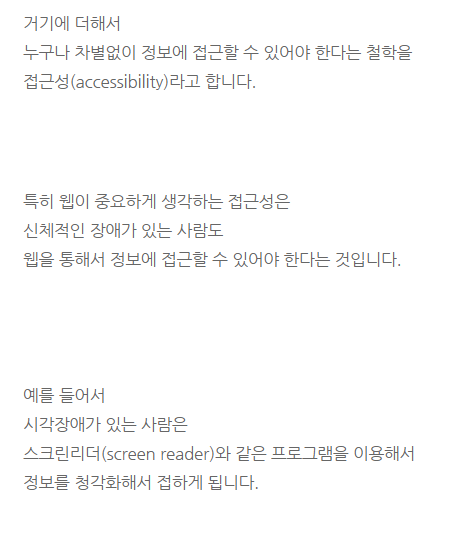 거기에 더해서
누구나 차별없이 정보에 접근할 수 있어야 한다는 철학을
접근성(accessibility)라고 합니다.
특히 웹이 중요하게 생각하는 접근성은
신체적인 장애가 있는 사람도
웹을 통해서 정보에 접근할 수 있어야 한다는 것입니다.
예를 들어서
시각장애가 있는 사람은
스크린리더(screen reader)와 같은 프로그램을 이용해서
정보를 청각화해서 접하게 됩니다.